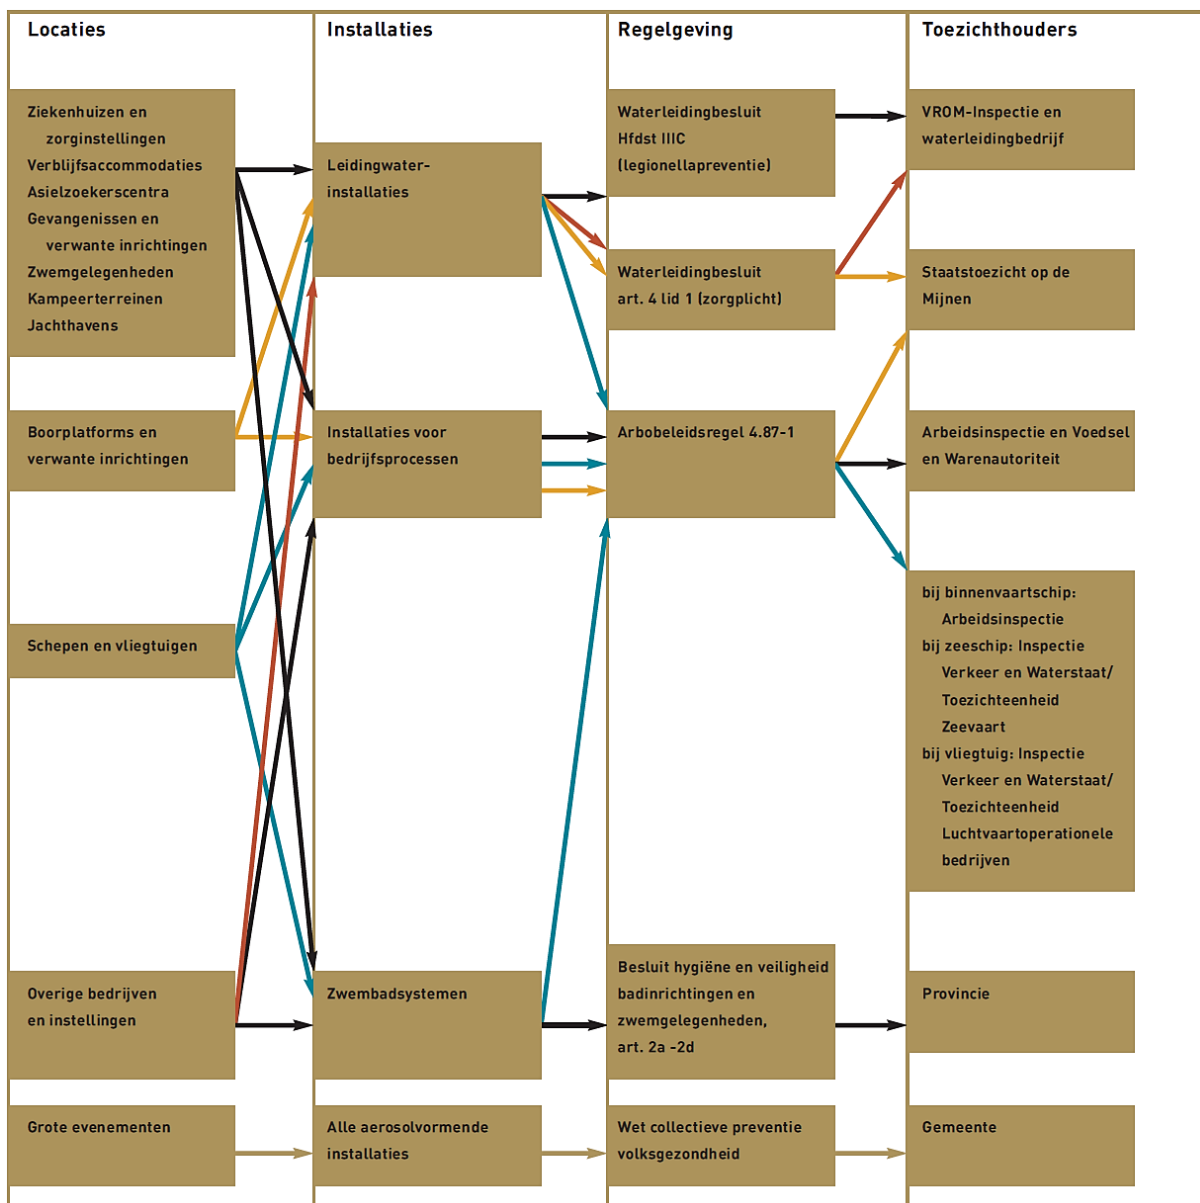 Locaties
Ziekenhuizen en
zorginstellingen
Verblijfsaccommodaties
Asielzoekerscentra
Gevangenissen en
verwante inrichtingen
Zwemgelegenheden
Kampeerterreinen
Jachthavens
Boorplatforms en
verwante inrichtingen
Schepen en vliegtuigen
Overige bedrijven
en instellingen
Grote evenementen
Installaties
Leidingwater-
installaties
Installaties voor
bedrijfsprocessen
Zwembadsystemen
Alle aerosolvormende
installaties
Regelgeving
Waterleidingbesluit
Hfdst IIIC
(legionellapreventie)
Waterleidingbesluit
art. 4 lid 1 (zorgplicht)
Arbobeleidsregel 4.87-1
Besluit hygiëne en veiligheid
badinrichtingen en
zwemgelegenheden,
art. 2a -2d
Wet collectieve preventie
volksgezondheid
Toezichthouders
VROM-Inspectie en
waterleidingbedrijf
Staatstoezicht op de
Mijnen
Arbeidsinspectie en Voedsel
en Warenautoriteit
bij binnenvaartschip:
Arbeidsinspectie
bij zeeschip: Inspectie
Verkeer en Waterstaat/
Toezichteenheid
Zeevaart
bij vliegtuig: Inspectie
Verkeer en Waterstaat/
Toezichteenheid
Luchtvaartoperationele
bedrijven
Provincie
Gemeente